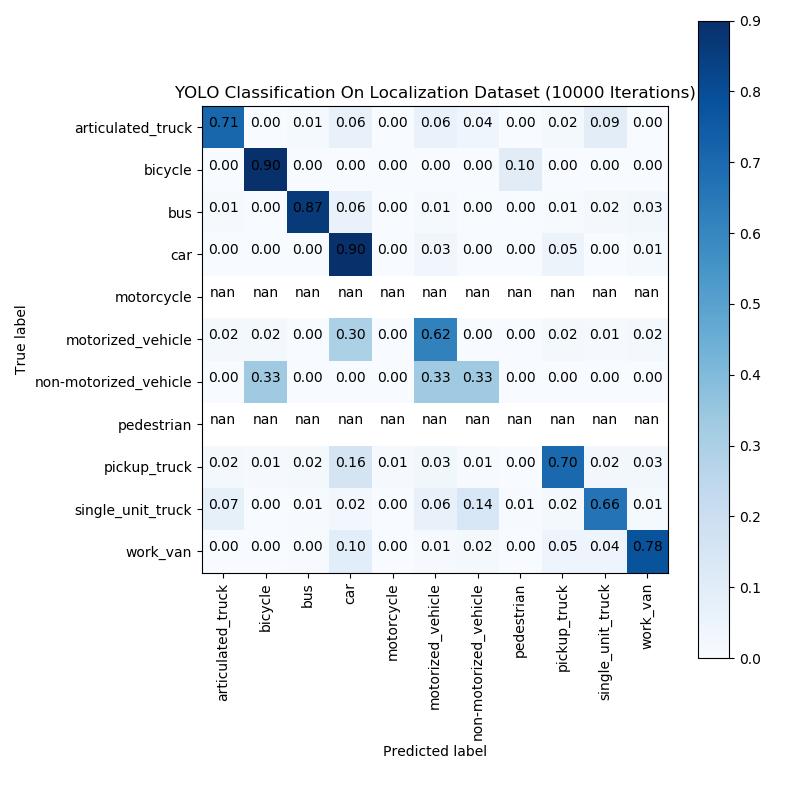 YOLO Classification On Localization Dataset (10000 Iterations)
True label
articulated_truck 0.71 0.00 0.01 0.06 0.00 0.06 0.04 0.00 0.02 0.09 0.00
bicycle 0.00 0.90 0.00 0.00 0.00 0.00 0.00 0.10 0.00 0.00 0.00
bus 0.01 0.00 0.87 0.06 0.00 0.01 0.00 0.00 0.01 0.02 0.03
car 0.00 0.00 0.00 0.90 0.00 0.03 0.00 0.00 0.05 0.00 0.01
motorcycle nan nan nan nan nan nan nan nan nan nan nan
motorized_vehicle 0.02 0.02 0.00 0.30 0.00 0.62 0.00 0.00 0.02 0.01 0.02
non-motorized_vehicle 0.00 0.33 0.00 0.00 0.00 0.33 0.33 0.00 0.00 0.00 0.00
pedestrian nan nan nan nan nan nan nan nan nan nan nan
pickup_truck 0.02 0.01 0.02 0.16 0.01 0.03 0.01 0.00 0.70 0.02 0.03
single_unit_truck 0.07 0.00 0.01 0.02 0.00 0.06 0.14 0.01 0.02 0.66 0.01
work_van 0.00 0.00 0.00 0.10 0.00 0.01 0.02 0.00 0.05 0.04 0.78
articulated_truck
bicycle
bus
car
motorcycle
motorized_vehicle
non-motorized_vehicle
pedestrian
pickup_truck
single_unit_truck
work_van
Predicted label
0.9
0.8
0.7
0.6
0.5
0.4
0.3
0.2
0.1
0.0